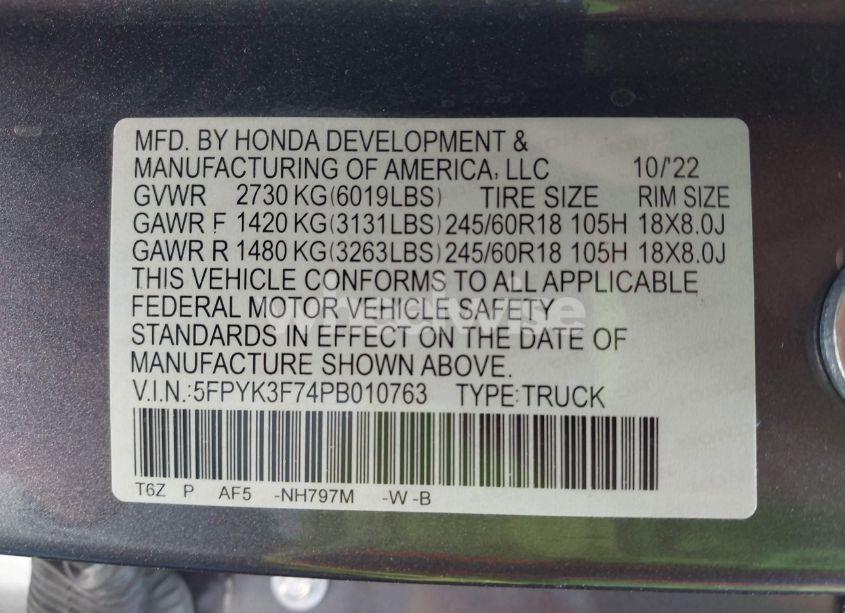 MFD. BY HONDA DEVELOPMENT &
MANUFACTURING OF AMERICA, LLC 10/'22
GVWR 2730 KG(6019LBS) TIRE SIZE RIM SIZE
GAWR F 1420 KG(3131LBS) 245/60R18 105H 18X8.0J
GAWR R 1480 KG(3263LBS) 245/60R18 105H 18X8.0J
THIS VEHICLE CONFORMS TO ALL APPLICABLE
FEDERAL MOTOR VEHICLE SAFETY
STANDARDS IN EFFECT ON THE DATE OF
MANUFACTURE SHOWN ABOVE.
V.I.N.:5FPYK3F74PB010763 TYPE:TRUCK
T6Z P AF5 -NH797M -W -B